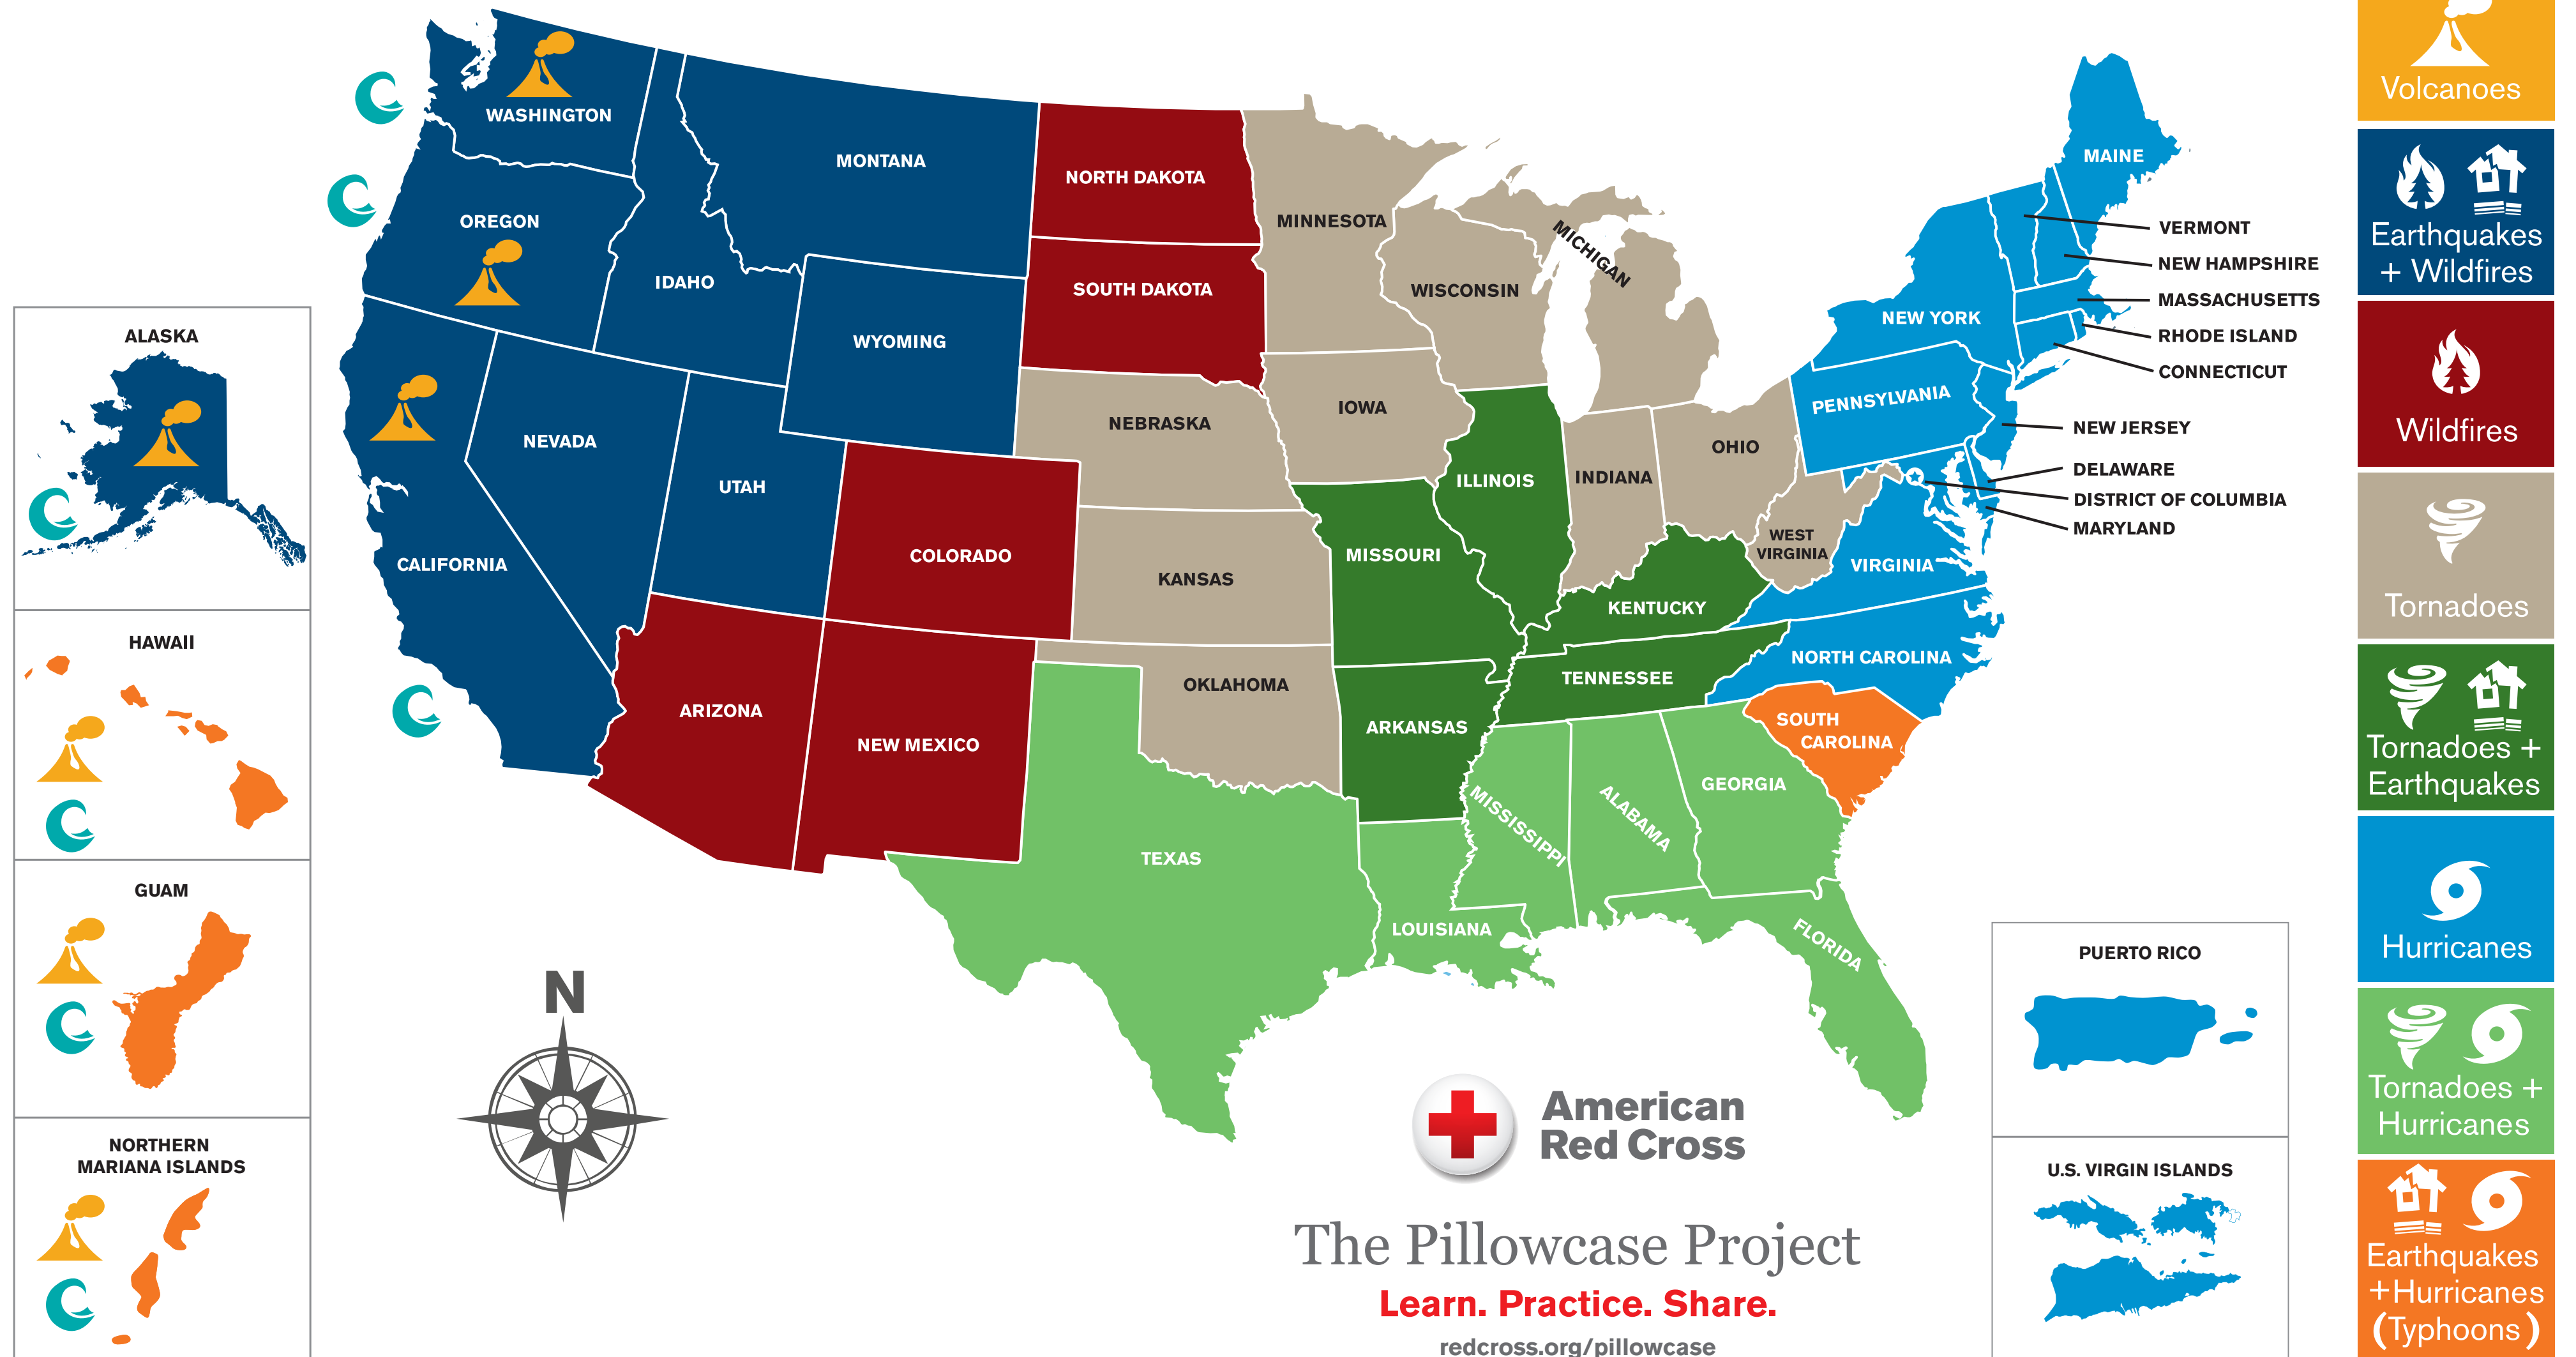 WASHINGTON
OREGON
CALIFORNIA
NEVADA
IDAHO
MONTANA
WYOMING
UTAH
ARIZONA
COLORADO
NEW MEXICO
NORTH DAKOTA
SOUTH DAKOTA
NEBRASKA
KANSAS
OKLAHOMA
TEXAS
MINNESOTA
IOWA
MISSOURI
ARKANSAS
LOUISIANA
WISCONSIN
ILLINOIS
MICHIGAN
INDIANA
OHIO
KENTUCKY
TENNESSEE
MISSISSIPPI
ALABAMA
GEORGIA
FLORIDA
SOUTH
CAROLINA
NORTH CAROLINA
VIRGINIA
WEST
VIRGINIA
PENNSYLVANIA
NEW YORK
MAINE
VERMONT
NEW HAMPSHIRE
MASSACHUSETTS
RHODE ISLAND
CONNECTICUT
NEW JERSEY
DELAWARE
DISTRICT OF COLUMBIA
MARYLAND
ALASKA
HAWAII
GUAM
NORTHERN
MARIANA ISLANDS
N
PUERTO RICO
U.S. VIRGIN ISLANDS
American
Red Cross
The Pillowcase Project
Learn. Practice. Share.
redcross.org/pillowcase
Volcanoes
Earthquakes
+ Wildfires
Wildfires
Tornadoes
Tornadoes +
Earthquakes
Hurricanes
Tornadoes +
Hurricanes
Earthquakes
+Hurricanes
(Typhoons)